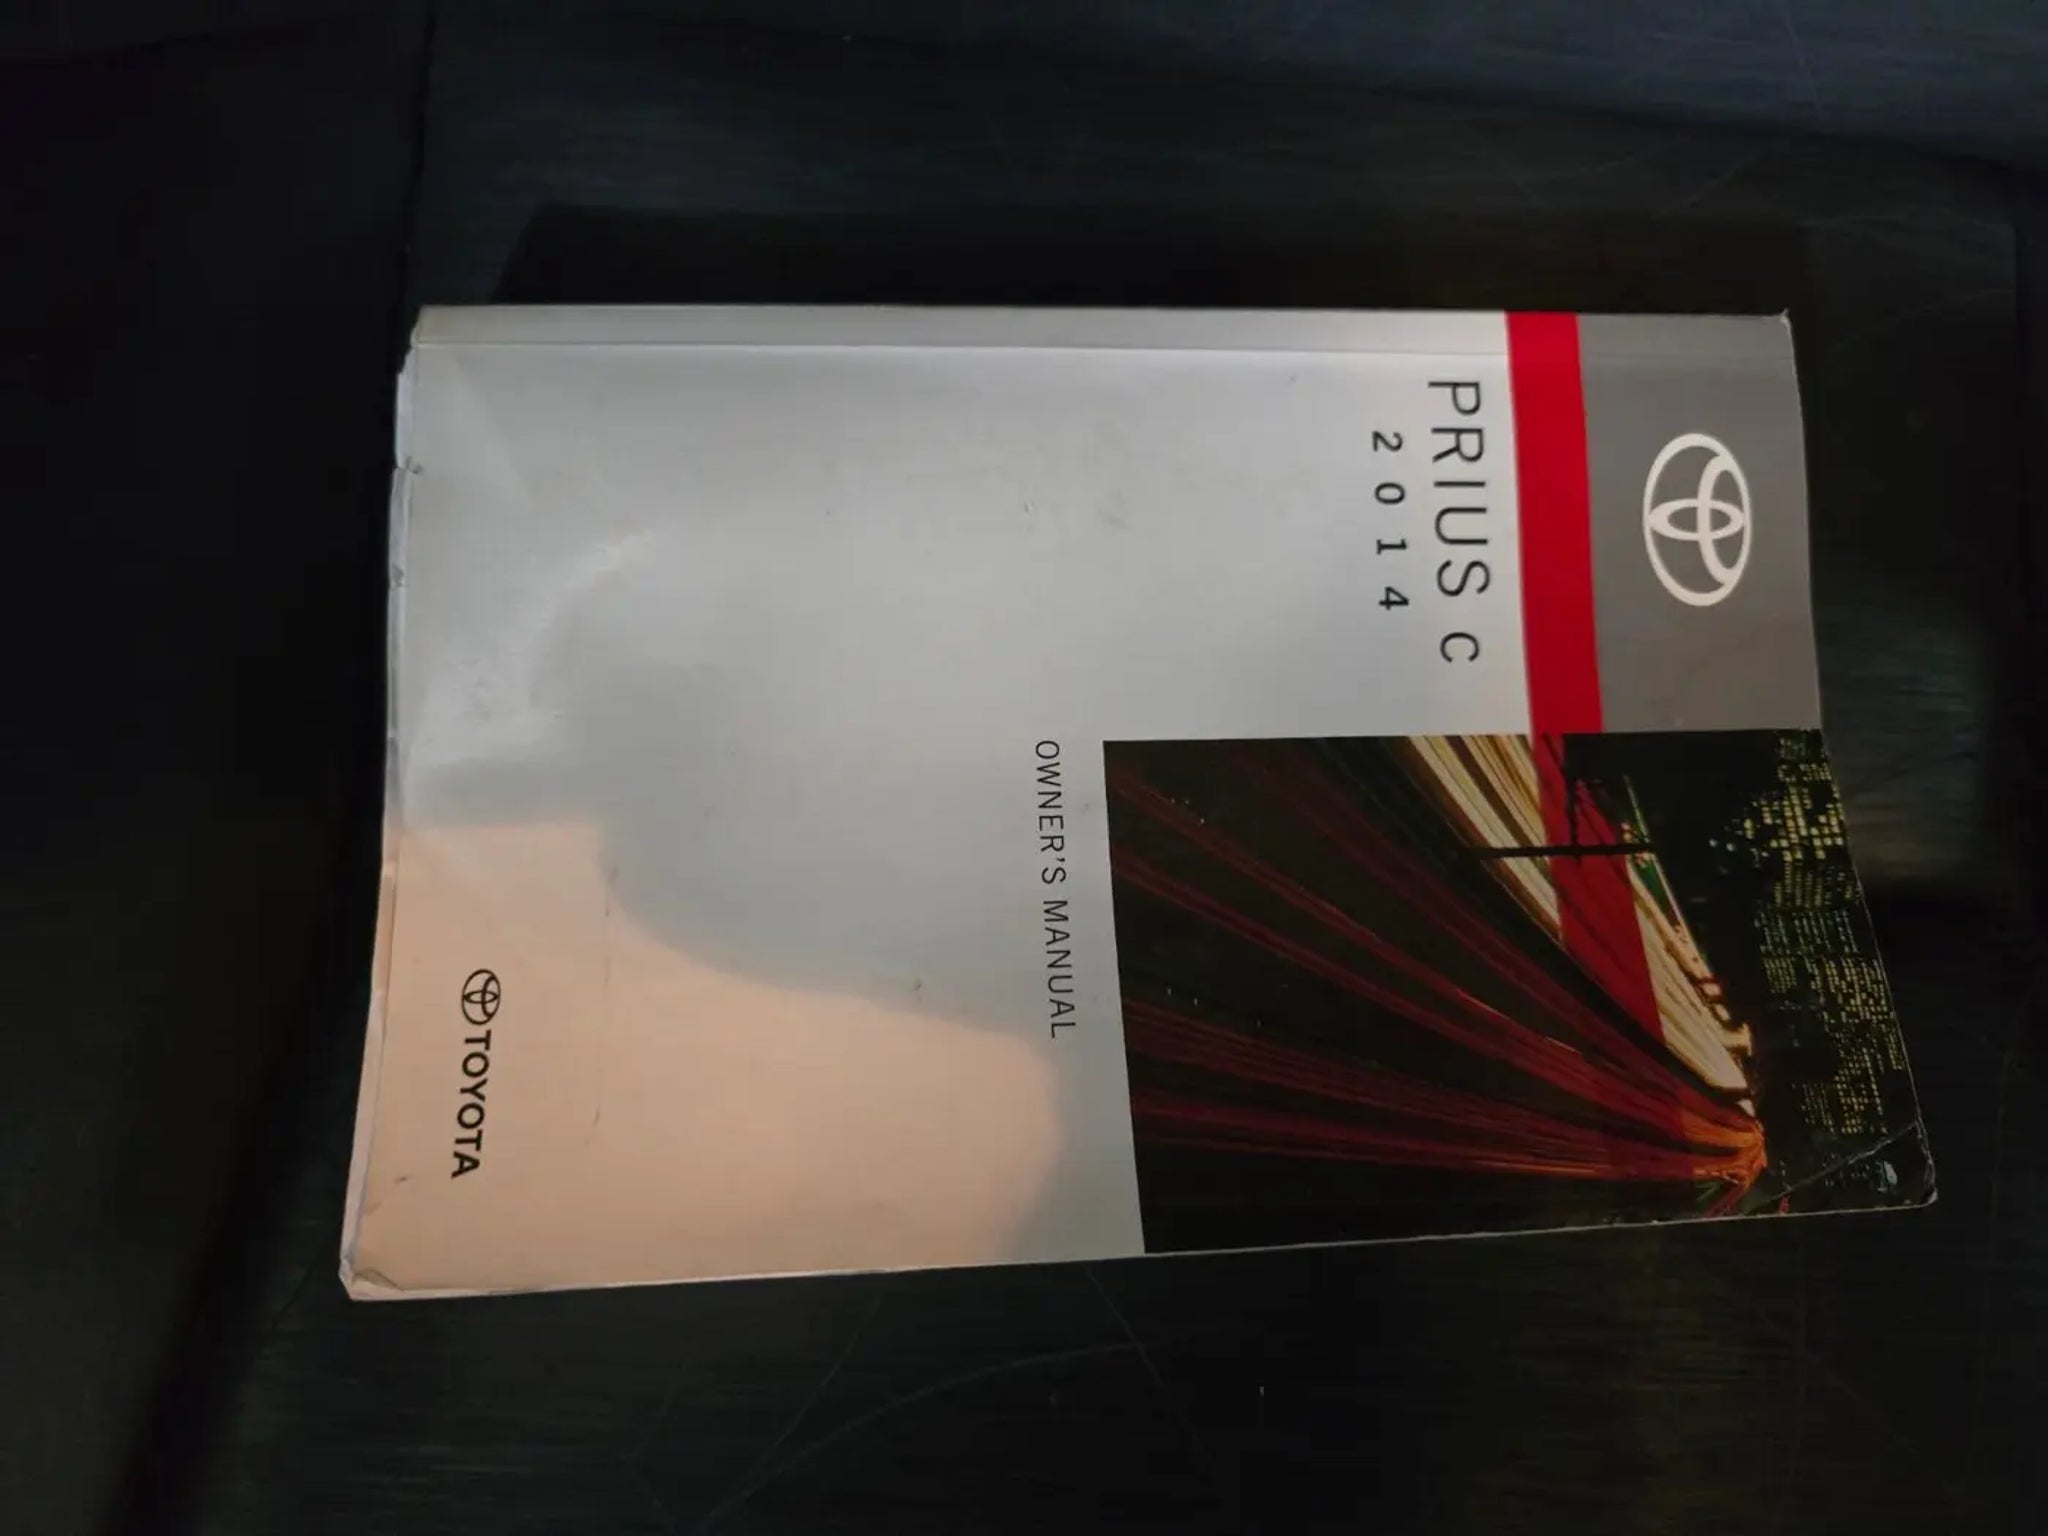 PRIUS C
2014
OWNER'S MANUAL
TOYOTA